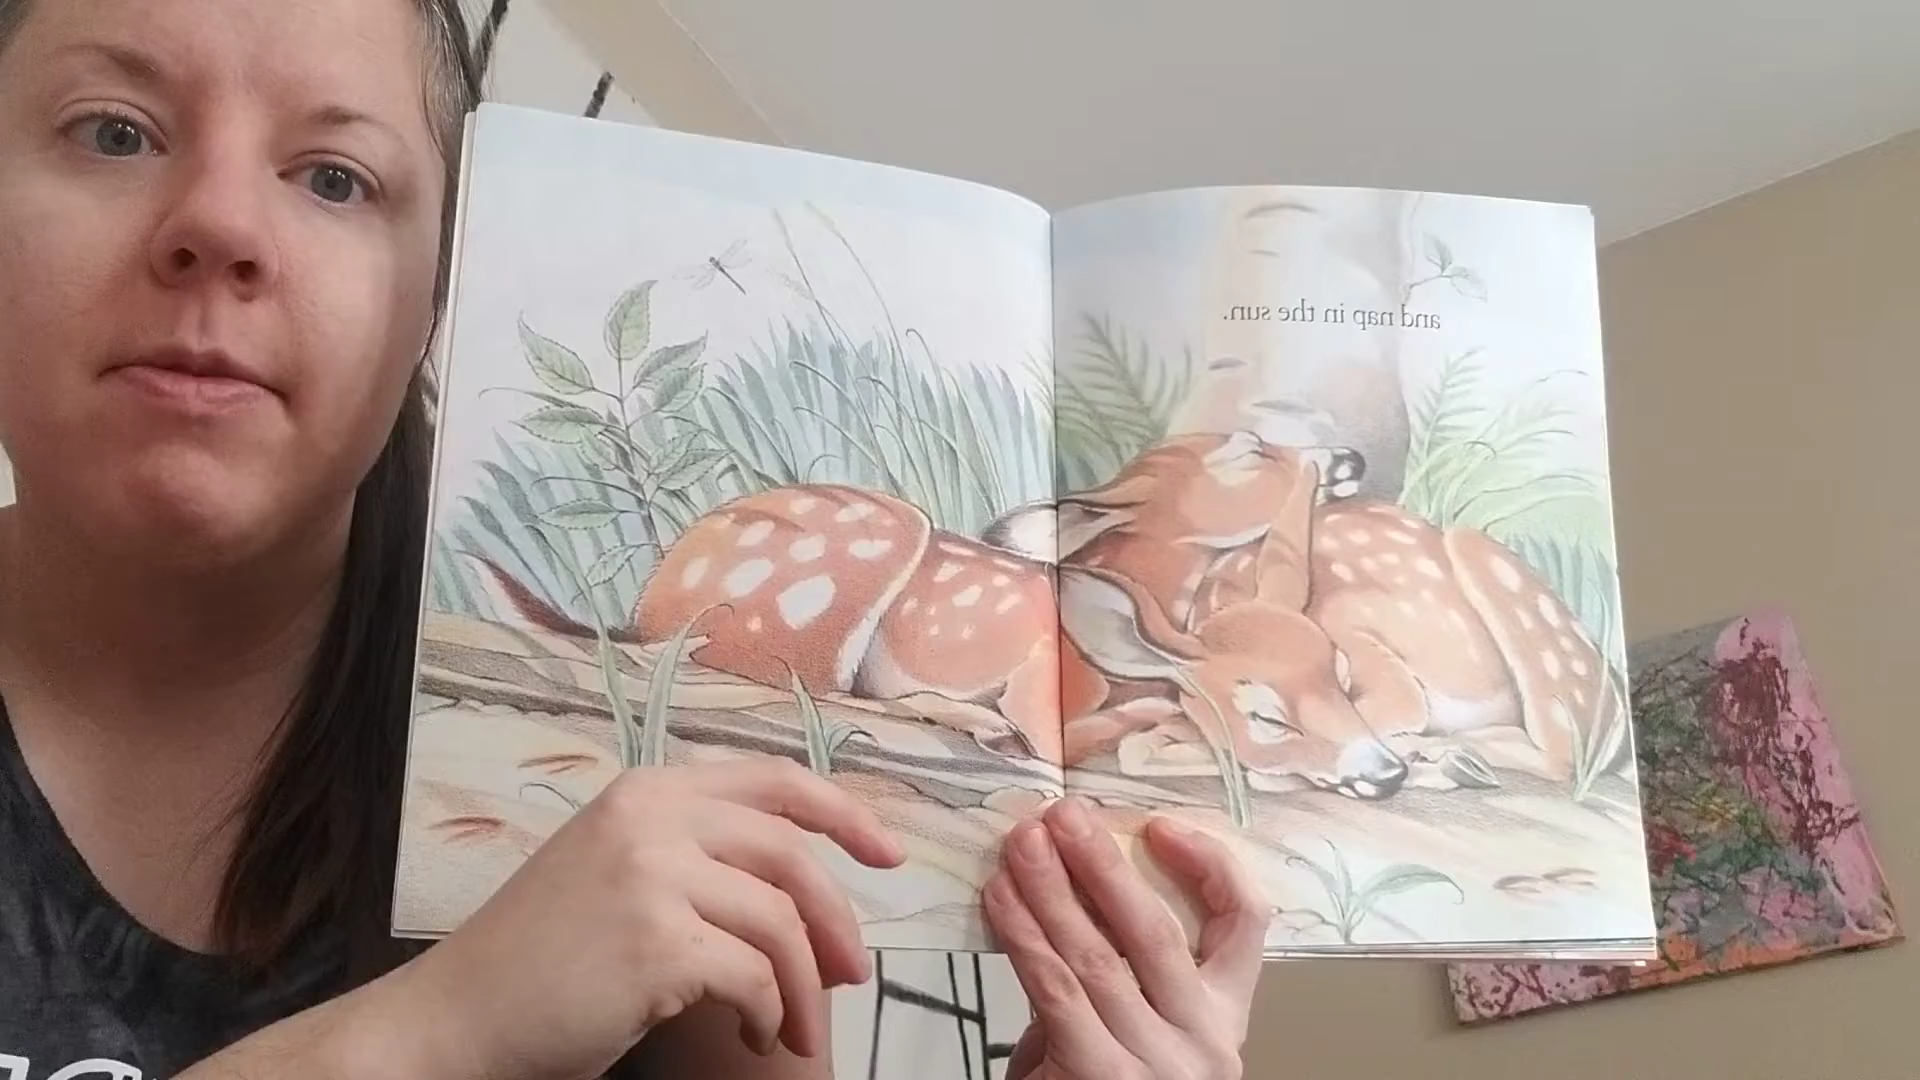 and nap in the sun.